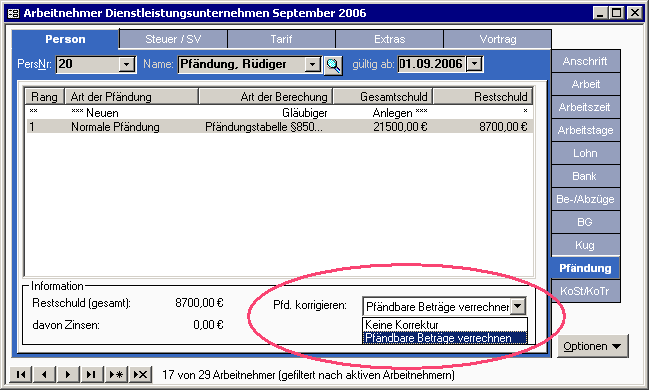 Arbeitnehmer Dienstleistungsunternehmen September 2006
Person Steuer / SV Tarif Extras Vortrag
PersNr: 20 Name: Pfändung, Rüdiger gültig ab: 01.09.2006
Rang Art der Pfändung Art der Berechung Gesamtschuld Restschuld
** *** Neuen Gläubiger Anlegen *** *
1 Normale Pfändung Pfändungstabelle §850... 21500,00 € 8700,00 €
Anschrift
Arbeit
Arbeitszeit
Arbeitstage
Lohn
Bank
Be-/Abzüge
BG
Kug
Pfändung
KoSt/KoTr
Information
Restschuld (gesamt): 8700,00 € Pfd. korrigieren: Pfändbare Beträge verrechner
Keine Korrektur
davon Zinsen: 0,00 € Pfändbare Beträge verrechnen
Optionen
17 von 29 Arbeitnehmer (gefiltert nach aktiven Arbeitnehmern)